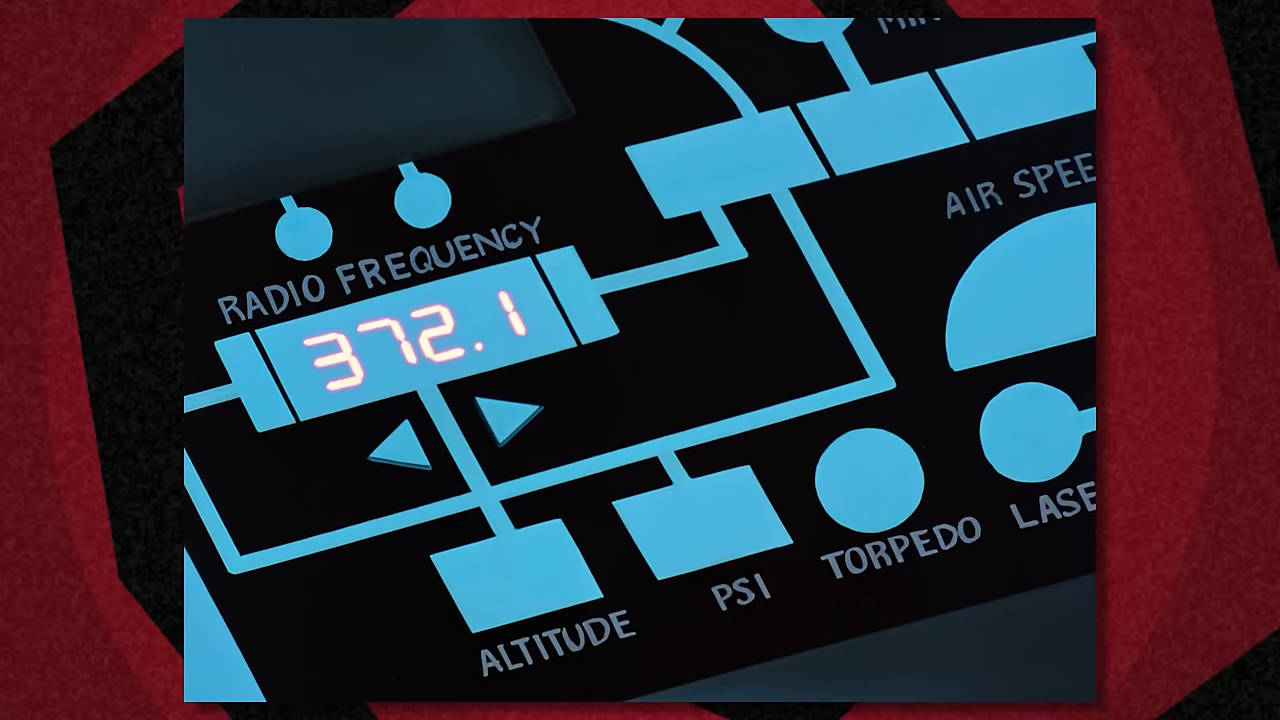 AIR SPEE
RADIO FREQUENCY
372.1
TORPEDO
LASE
PSI
ALTITUDE